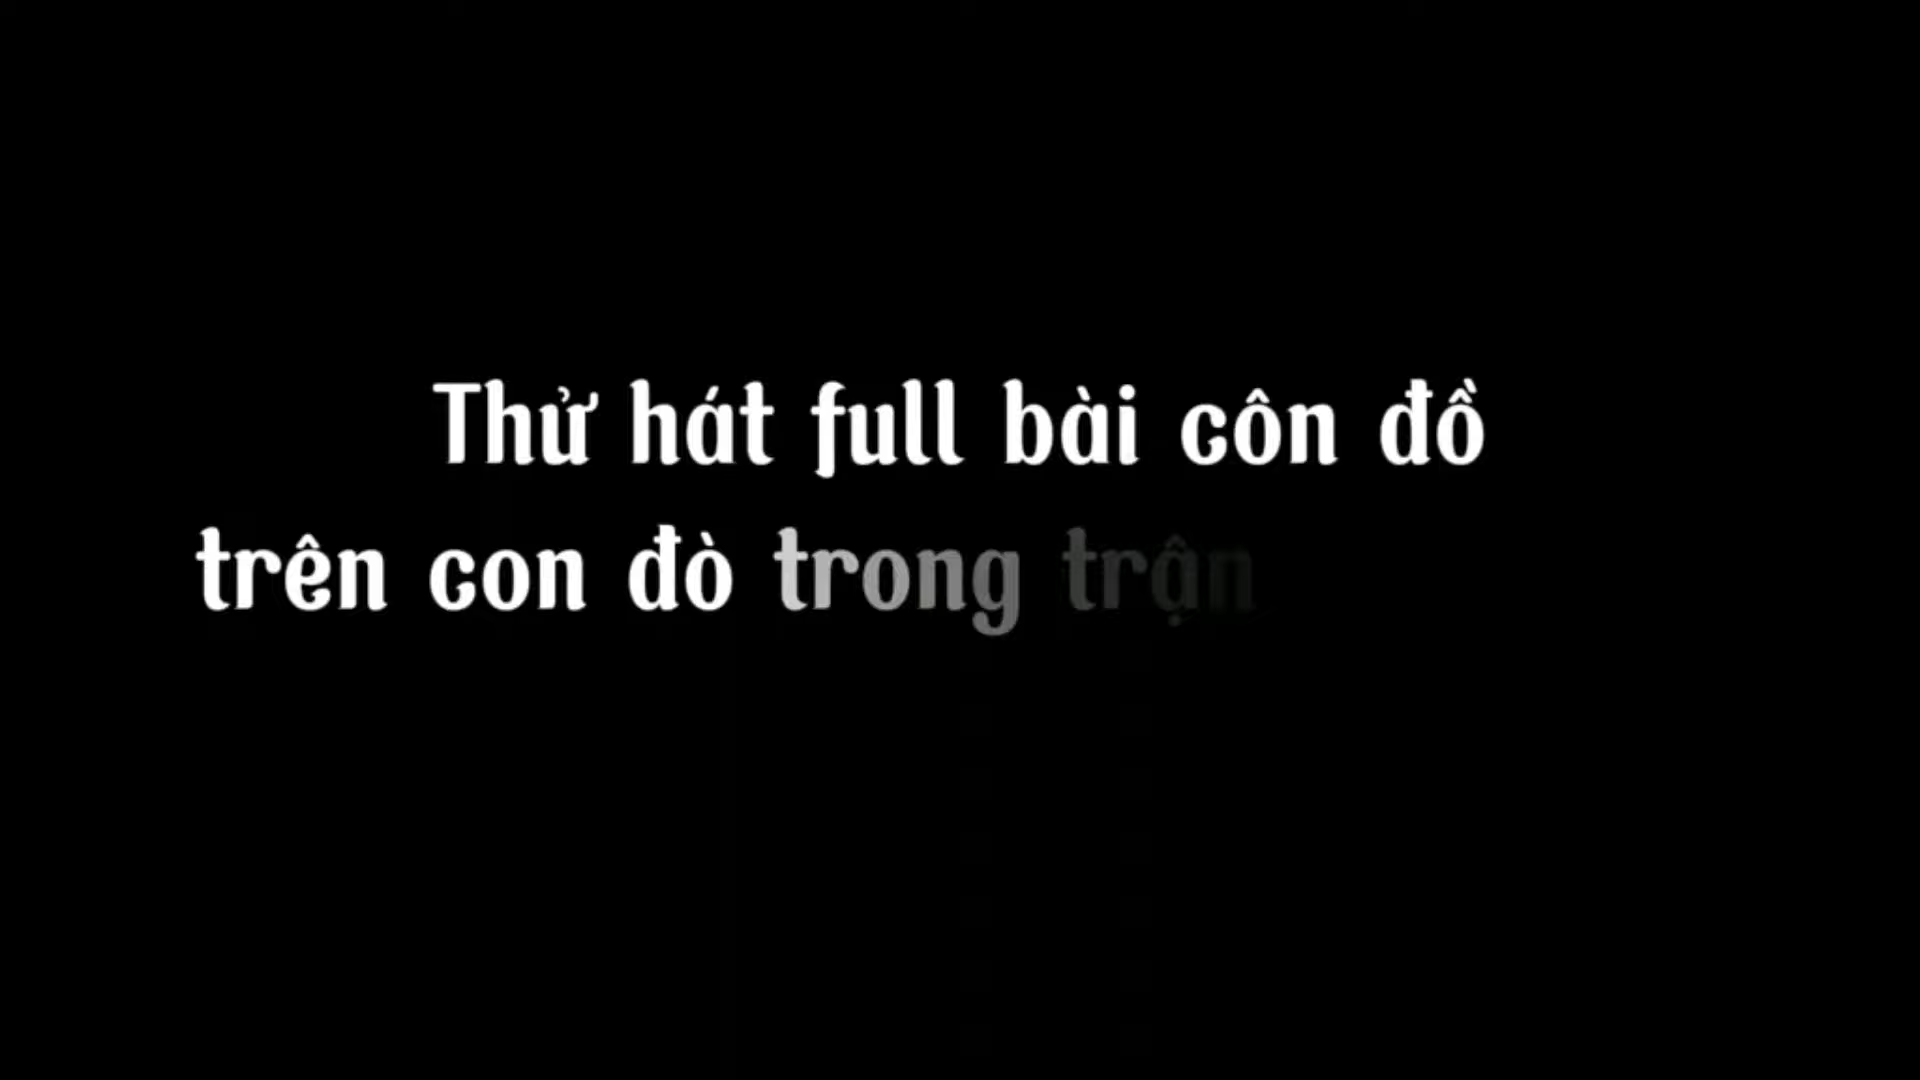 Thử hát full bài côn đồ
trên con đò trong trận